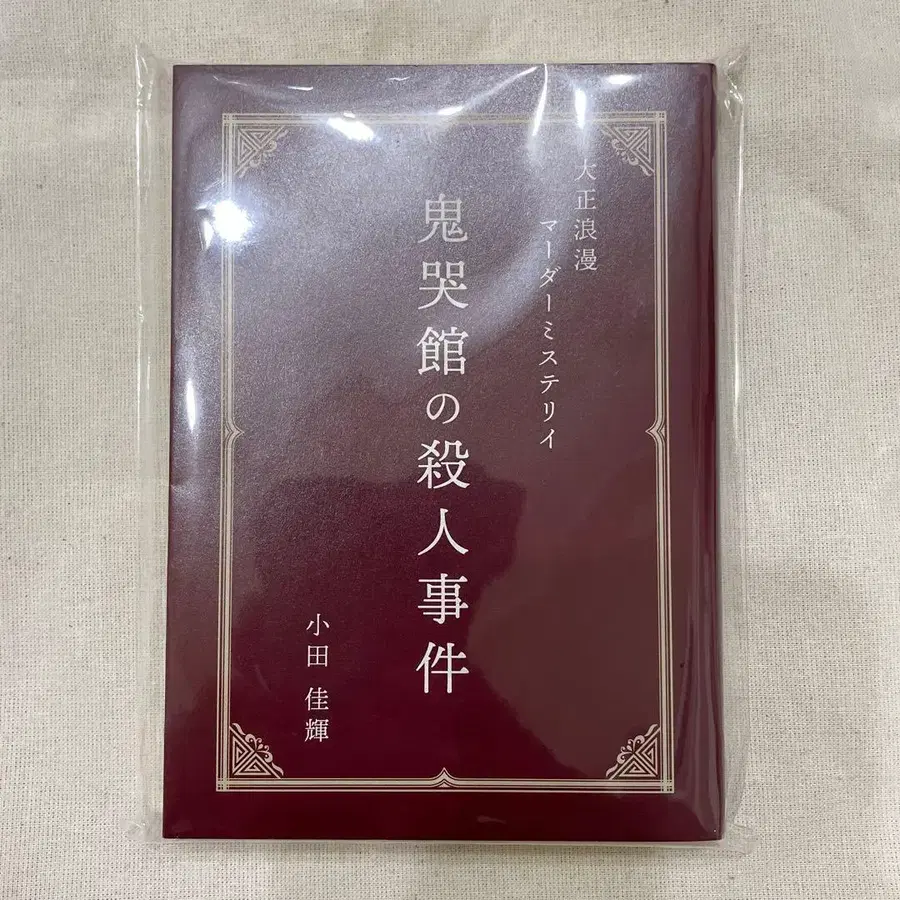 大正浪漫
マーダーミステリイ
鬼哭館の殺人事件
小田 佳輝